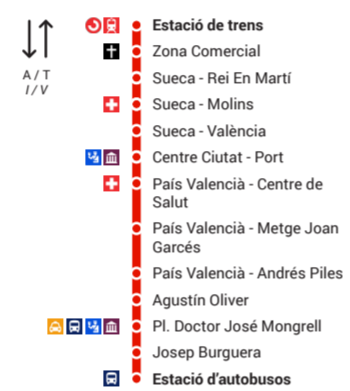 Estació de trens
Zona Comercial
A / T
I / V
Sueca - Rei En Martí
Sueca - Molins
Sueca - València
Centre Ciutat - Port
País Valencià - Centre de
Salut
País Valencià - Metge Joan
Garcés
País Valencià - Andrés Piles
Agustín Oliver
Pl. Doctor José Mongrell
Josep Burguera
Estació d'autobusos